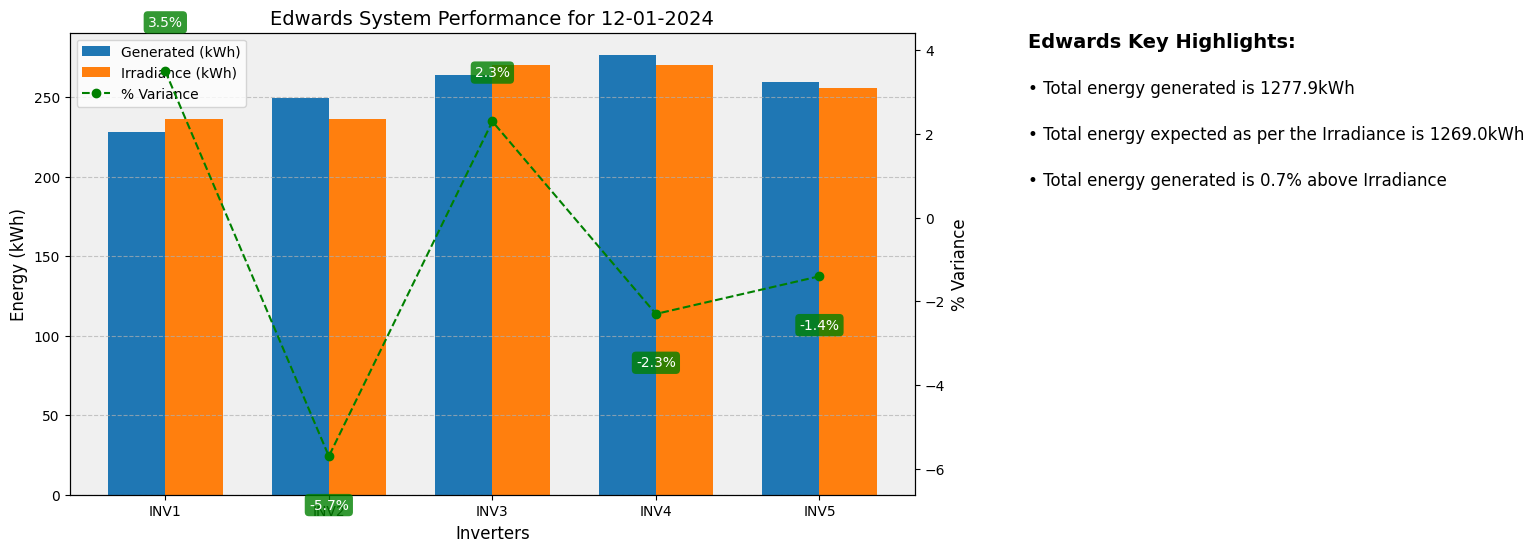 Edwards System Performance for 12-01-2024
3.5%
Generated (kWh)
Irradiance (kWh)
% Variance
2.3%
-5.7%
-2.3%
-1.4%
Energy (kWh)
250
200
150
100
50
0
4
2
0
−2
−4
−6
% Variance
INV1
INV2
INV3
INV4
INV5
Inverters
Edwards Key Highlights:
• Total energy generated is 1277.9kWh
• Total energy expected as per the Irradiance is 1269.0kWh
• Total energy generated is 0.7% above Irradiance